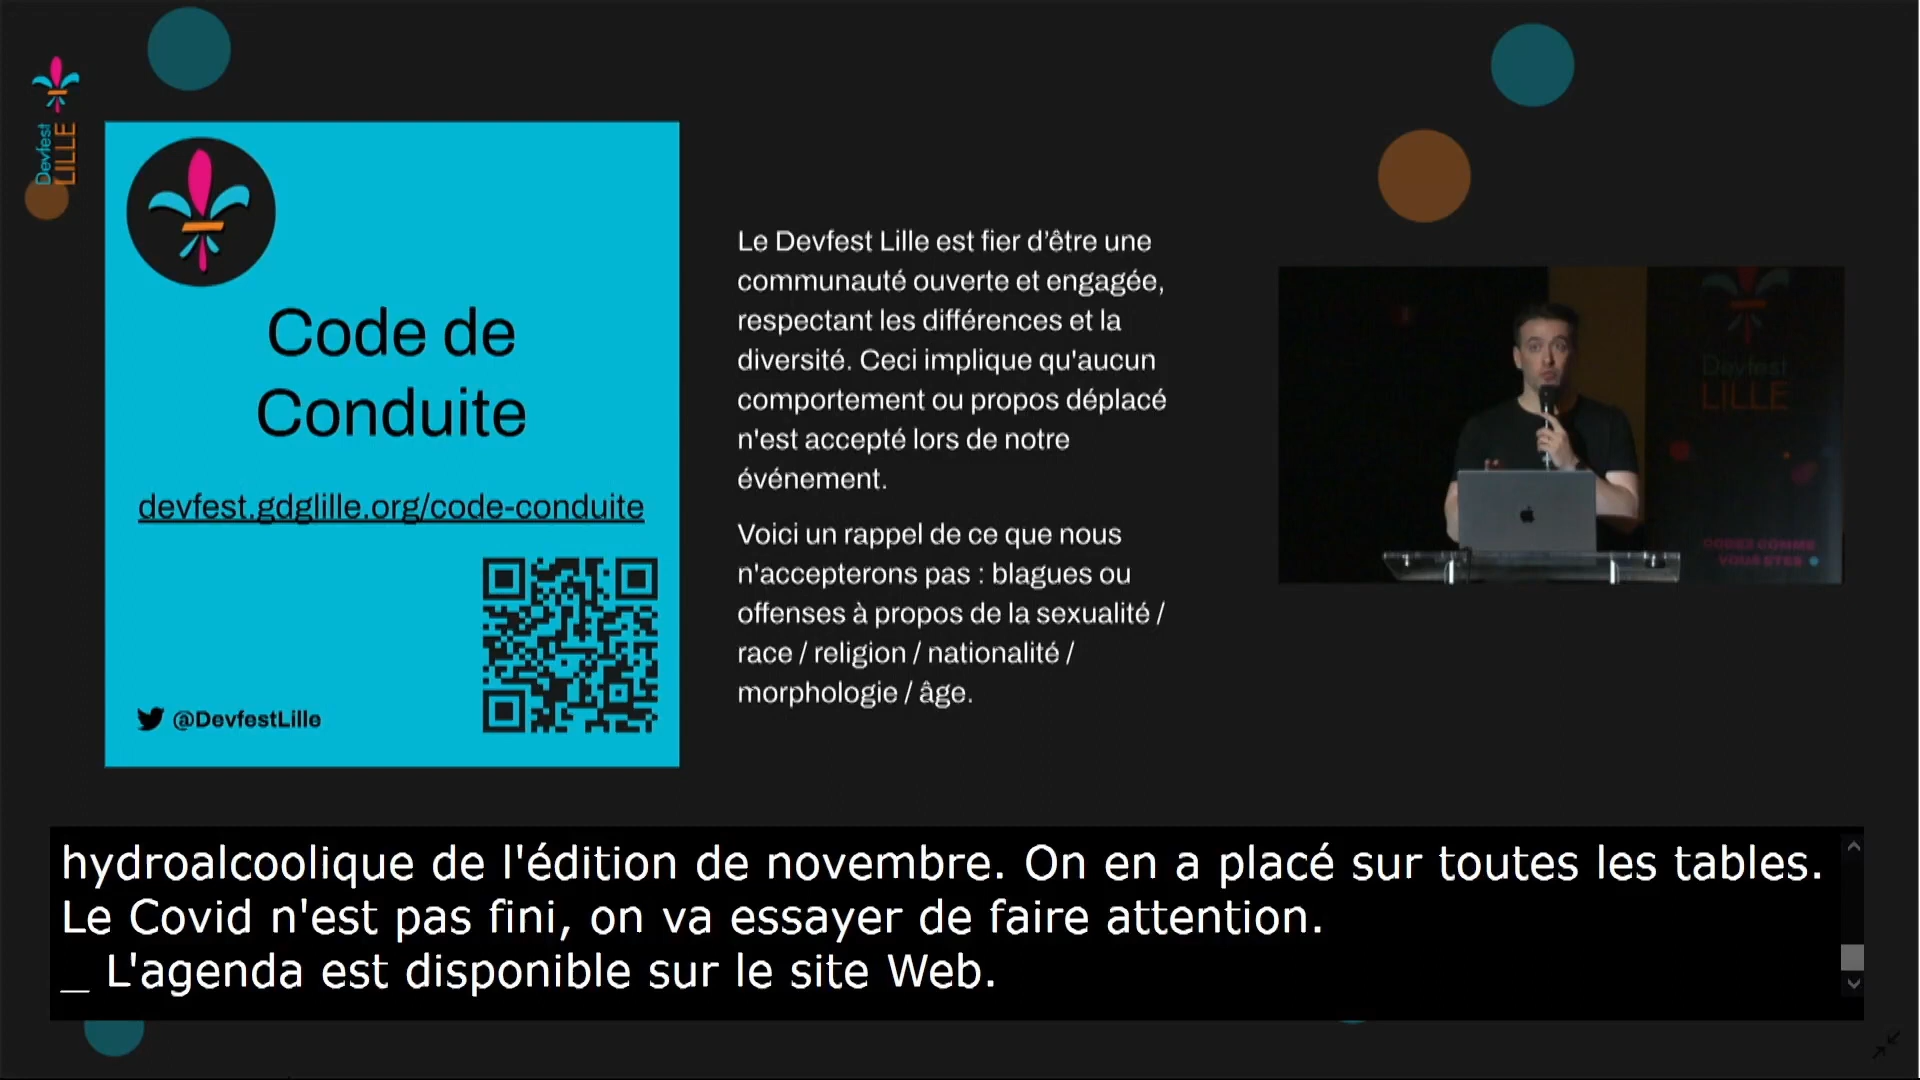 Devfest
LILLE
Code de
Conduite
devfest.gdglille.org/code-conduite
@DevfestLille
Le Devfest Lille est fier d’être une
communauté ouverte et engagée,
respectant les différences et la
diversité. Ceci implique qu'aucun
comportement ou propos déplacé
n'est accepté lors de notre
événement.
Voici un rappel de ce que nous
n'accepterons pas : blagues ou
offenses à propos de la sexualité /
race / religion / nationalité /
morphologie / âge.
Devfest
LILLE
CODEZ COMME
VOUS ETES
hydroalcoolique de l'édition de novembre. On en a placé sur toutes les tables.
Le Covid n'est pas fini, on va essayer de faire attention.
_ L'agenda est disponible sur le site Web.